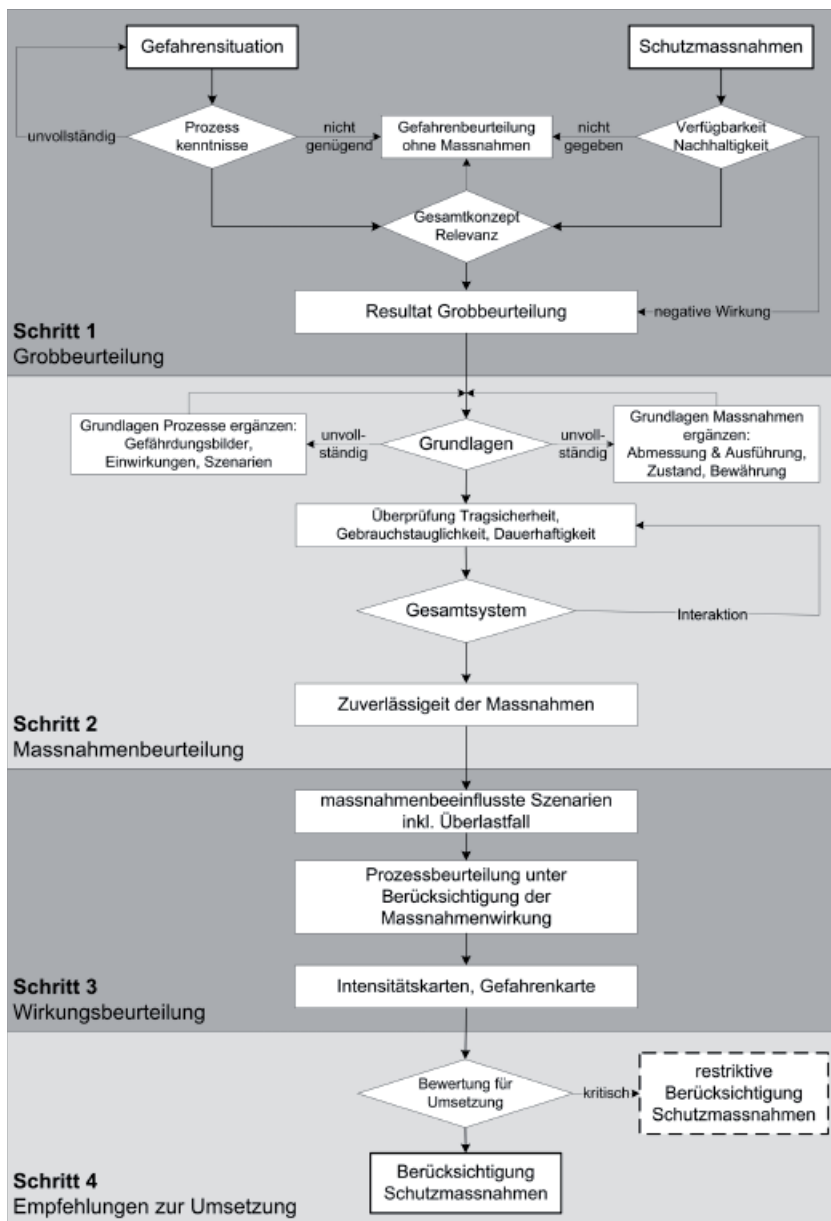 Gefahrensituation
Schutzmassnahmen
unvollständig
Prozess
kenntnisse
nicht
genügend
Gefahrenbeurteilung
ohne Massnahmen
nicht
gegeben
Verfügbarkeit
Nachhaltigkeit
Gesamtkonzept
Relevanz
Resultat Grobbeurteilung
negative Wirkung
Schritt 1
Grobbeurteilung
Grundlagen Prozesse ergänzen:
Gefährdungsbilder,
Einwirkungen, Szenarien
unvoll-
ständig
Grundlagen
unvoll-
ständig
Grundlagen Massnahmen
ergänzen:
Abmessung & Ausführung,
Zustand, Bewährung
Überprüfung Tragsicherheit,
Gebrauchstauglichkeit, Dauerhaftigkeit
Gesamtsystem
Interaktion
Zuverlässigeit der Massnahmen
Schritt 2
Massnahmenbeurteilung
massnahmenbeeinflusste Szenarien
inkl. Überlastfall
Prozessbeurteilung unter
Berücksichtigung der
Massnahmenwirkung
Intensitätskarten, Gefahrenkarte
Schritt 3
Wirkungsbeurteilung
Bewertung für
Umsetzung
kritisch
restriktive
Berücksichtigung
Schutzmassnahmen
Berücksichtigung
Schutzmassnahmen
Schritt 4
Empfehlungen zur Umsetzung